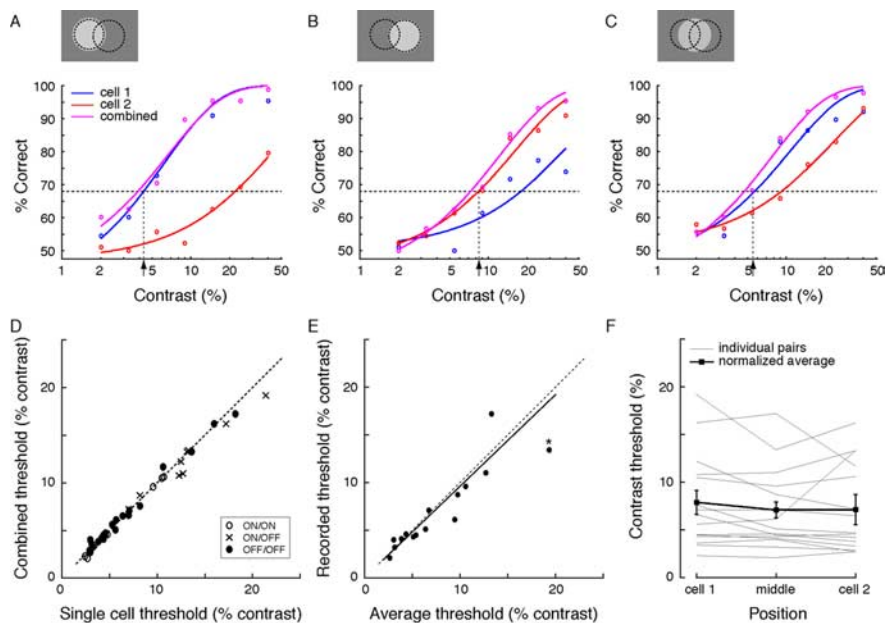 A
B
C
cell 1
cell 2
combined
% Correct
100
90
80
70
60
50
1
2
5
10
20
50
Contrast (%)
% Correct
100
90
80
70
60
50
1
2
5
10
20
50
Contrast (%)
% Correct
100
90
80
70
60
50
1
2
5
10
20
50
Contrast (%)
D
E
F
Combined threshold (% contrast)
20
10
0
0
10
20
ON/ON
ON/OFF
OFF/OFF
Single cell threshold (% contrast)
Recorded threshold (% contrast)
20
10
0
0
10
20
*
Average threshold (% contrast)
individual pairs
normalized average
Contrast threshold (%)
20
10
0
cell 1
middle
cell 2
Position